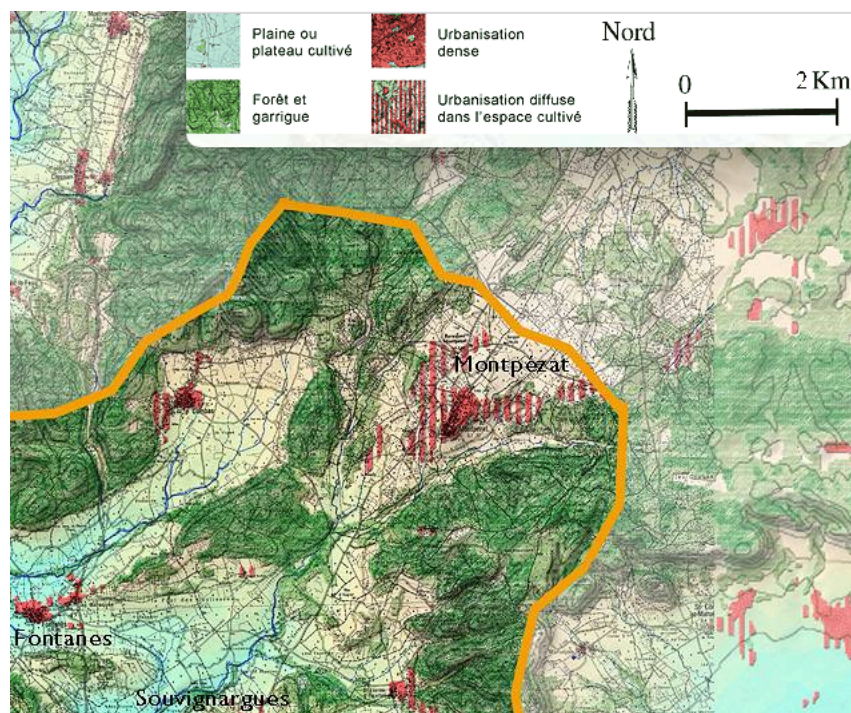 Plaine ou
plateau cultivé
Urbanisation
dense
Forêt et
garrigue
Urbanisation diffuse
dans l'espace cultivé
Nord
0 2 Km
Montpézat
Fontanes
Souvignargues